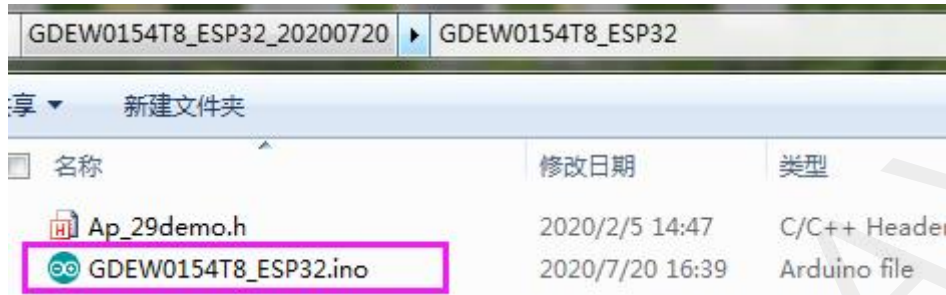 GDEW0154T8_ESP32_20200720 GDEW0154T8_ESP32
享 新建文件夹
名称 修改日期 类型
Ap_29demo.h 2020/2/5 14:47 C/C++ Header
GDEW0154T8_ESP32.ino 2020/7/20 16:39 Arduino file